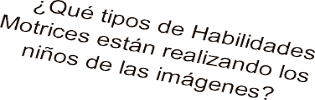 ¿Qué tipos de Habilidades
Motrices están realizando los
niños de las imágenes?